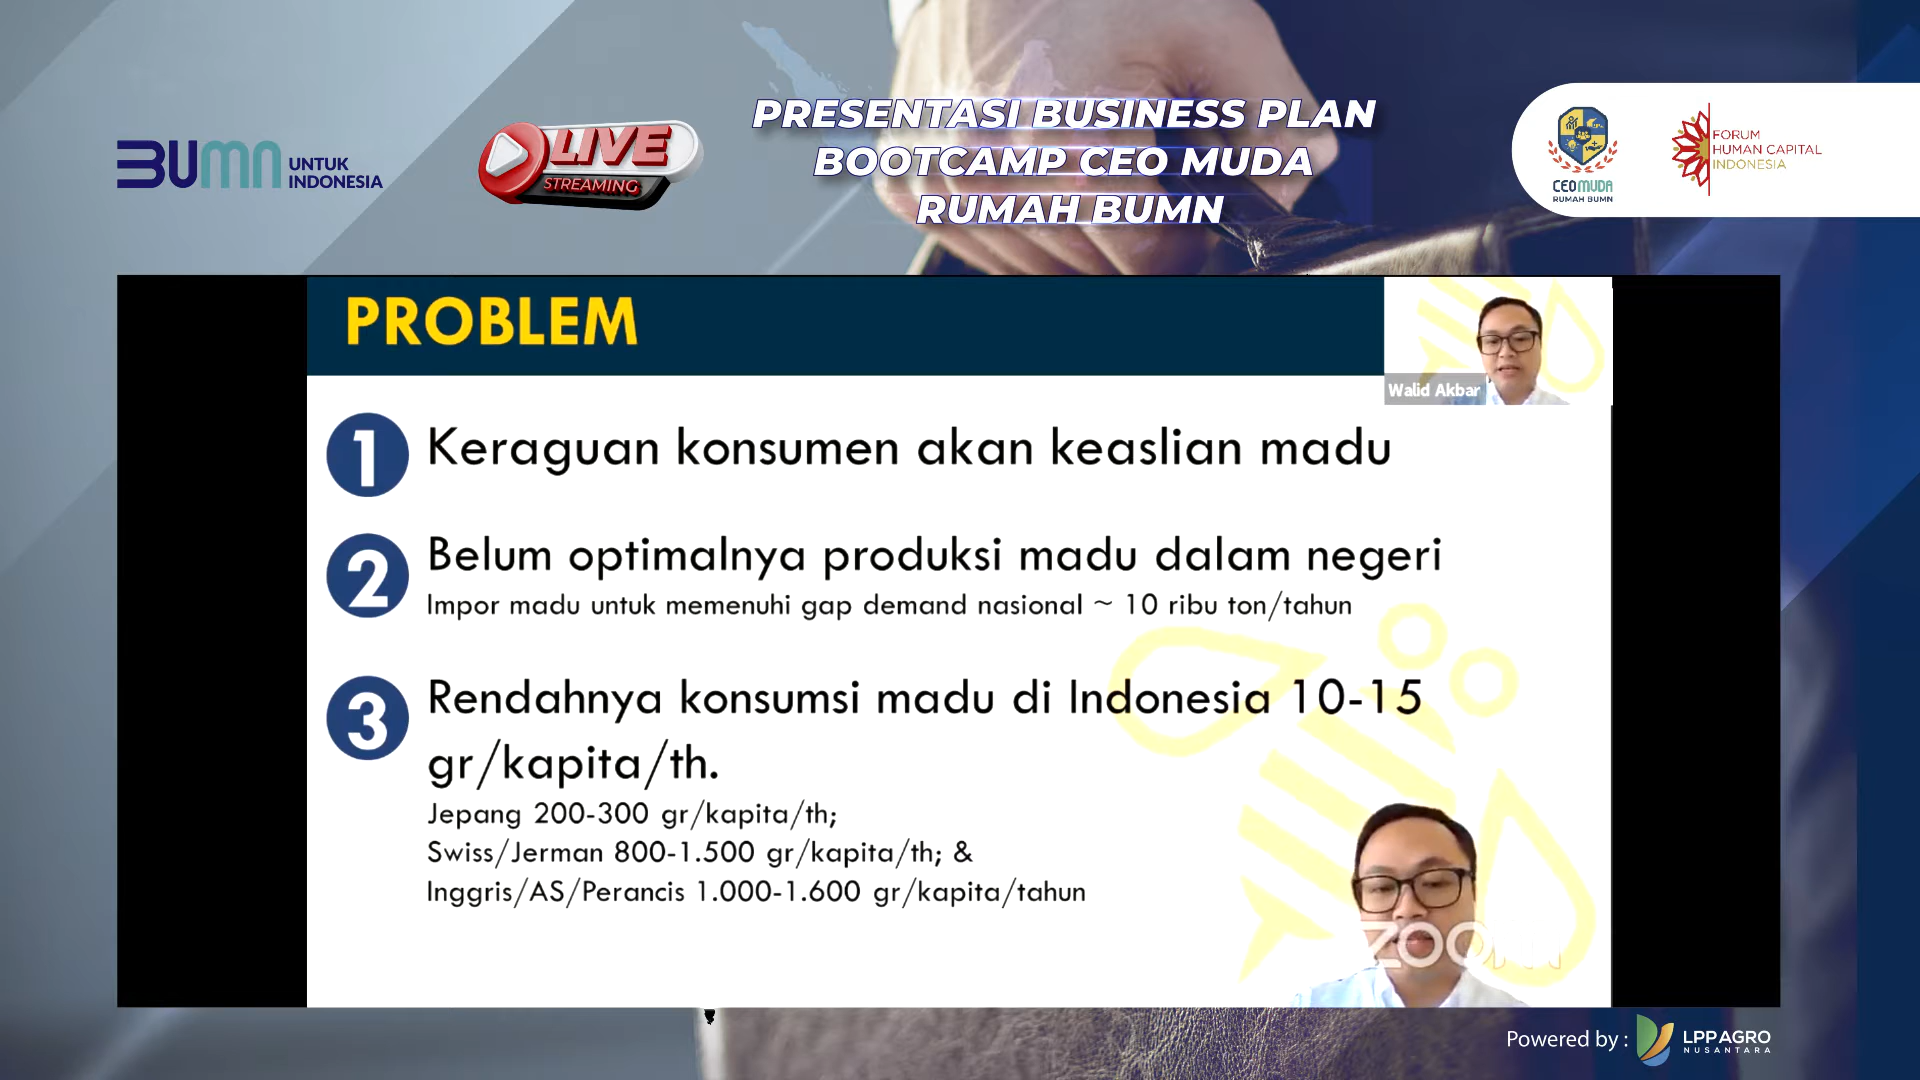 BUMN
UNTUK
INDONESIA
LIVE
STREAMING
PRESENTASI BUSINESS PLAN
BOOTCAMP CEO MUDA
RUMAH BUMN
CEOMUDA
RUMAH BUMN
FORUM
HUMAN CAPITAL
INDONESIA
PROBLEM
Walid Akbar
1 Keraguan konsumen akan keaslian madu
2 Belum optimalnya produksi madu dalam negeri
Impor madu untuk memenuhi gap demand nasional ~ 10 ribu ton/tahun
3 Rendahnya konsumsi madu di Indonesia 10-15
gr/kapita/th.
Jepang 200-300 gr/kapita/th;
Swiss/Jerman 800-1.500 gr/kapita/th; &
Inggris/AS/Perancis 1.000-1.600 gr/kapita/tahun
zoom
Powered by :
LPP AGRO
NUSANTARA